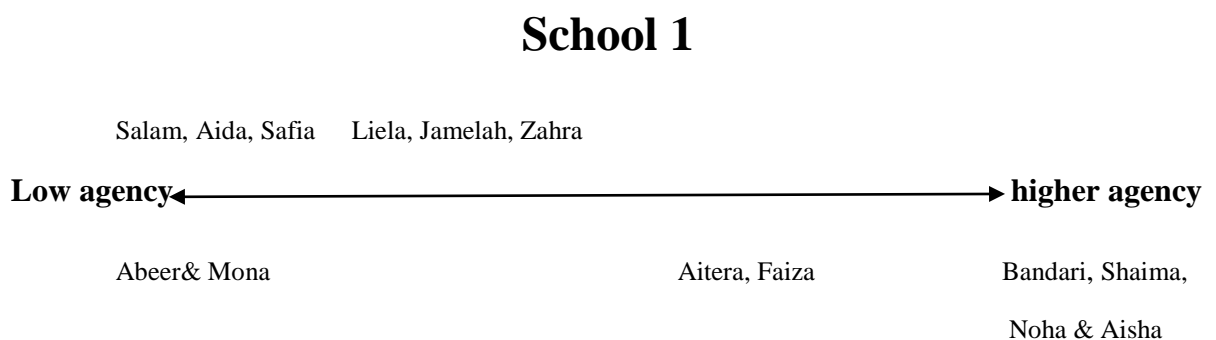 School 1
Salam, Aida, Safia Liela, Jamelah, Zahra
Low agency higher agency
Abeer& Mona Aitera, Faiza Bandari, Shaima,
Noha & Aisha